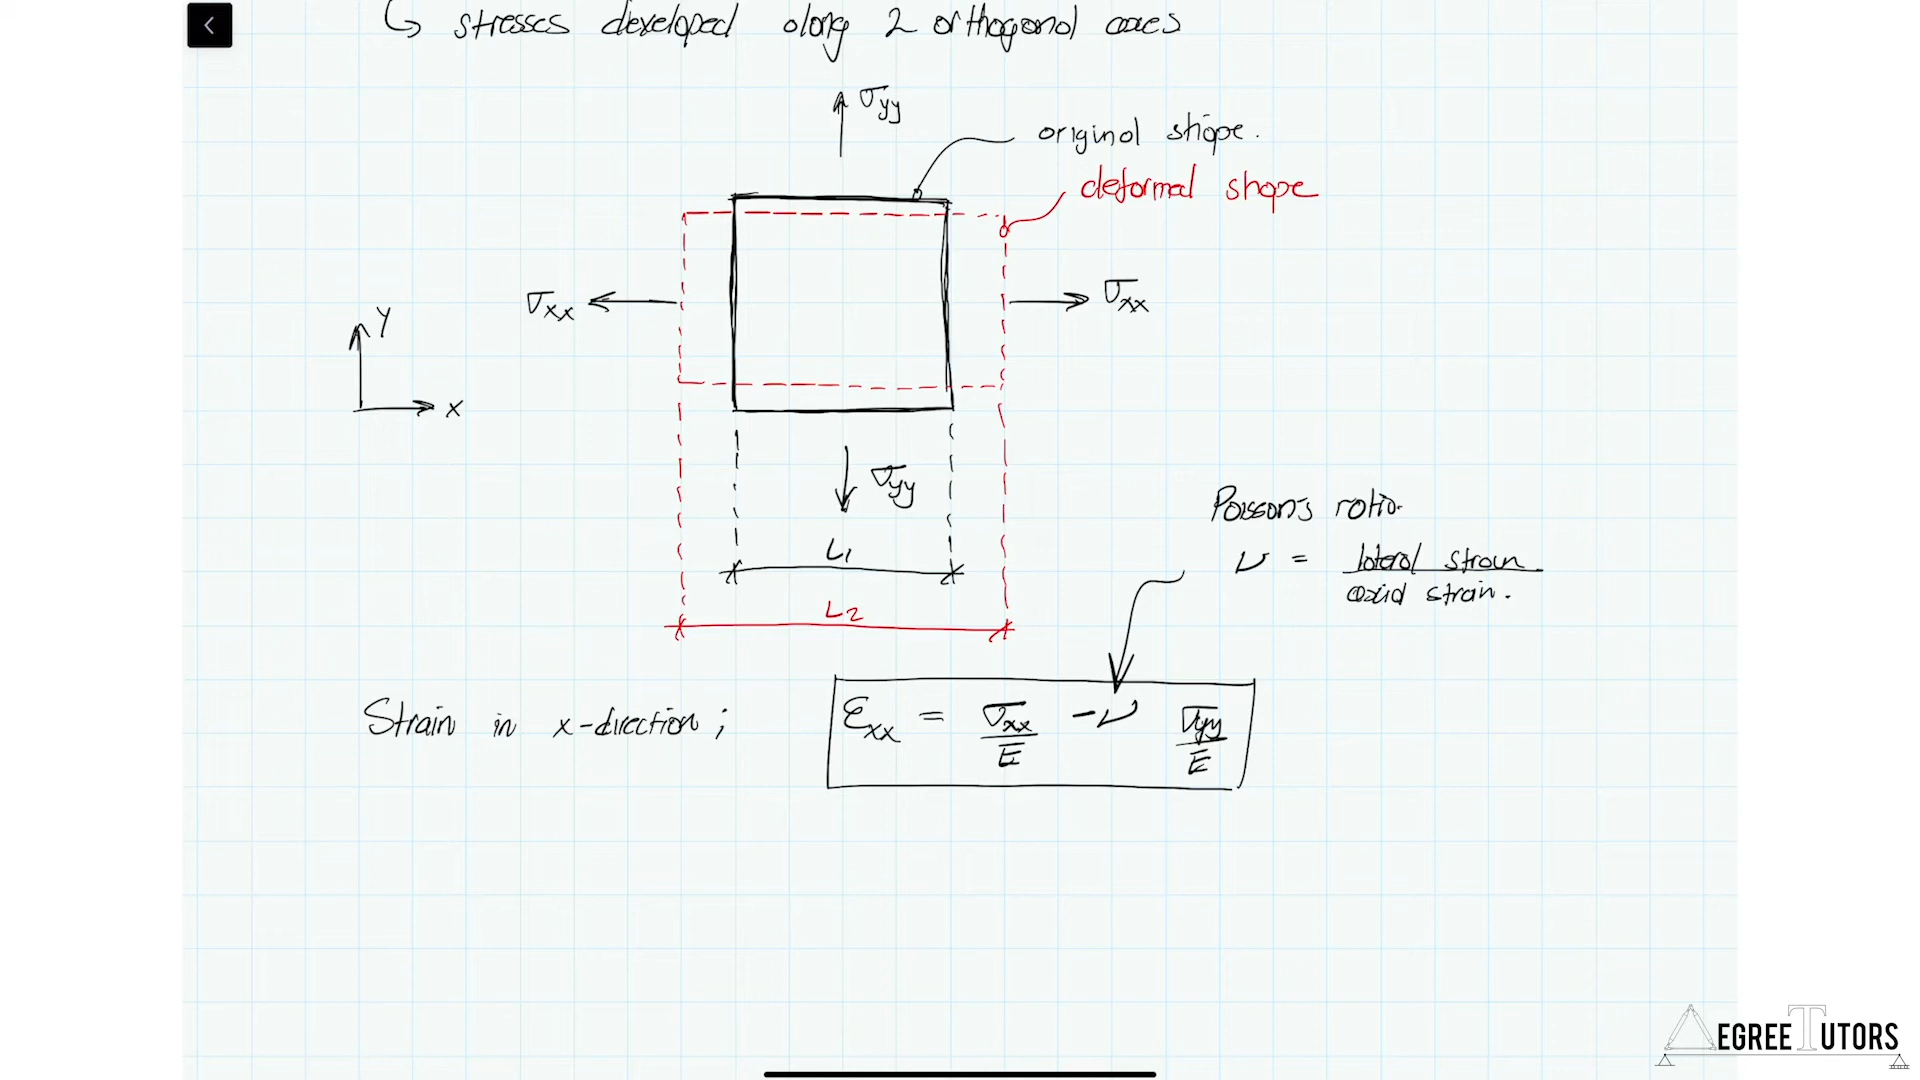 ↳ stresses developed along 2 orthogonal axes
σyy
original shape.
deformed shape
σxx
σxx
Y
x
σyy
L1
L2
Poisson's ratio.
ν = lateral strain / axial strain.
Strain in x-direction; εxx = σxx/E -ν σyy/E
DEGREE TUTORS